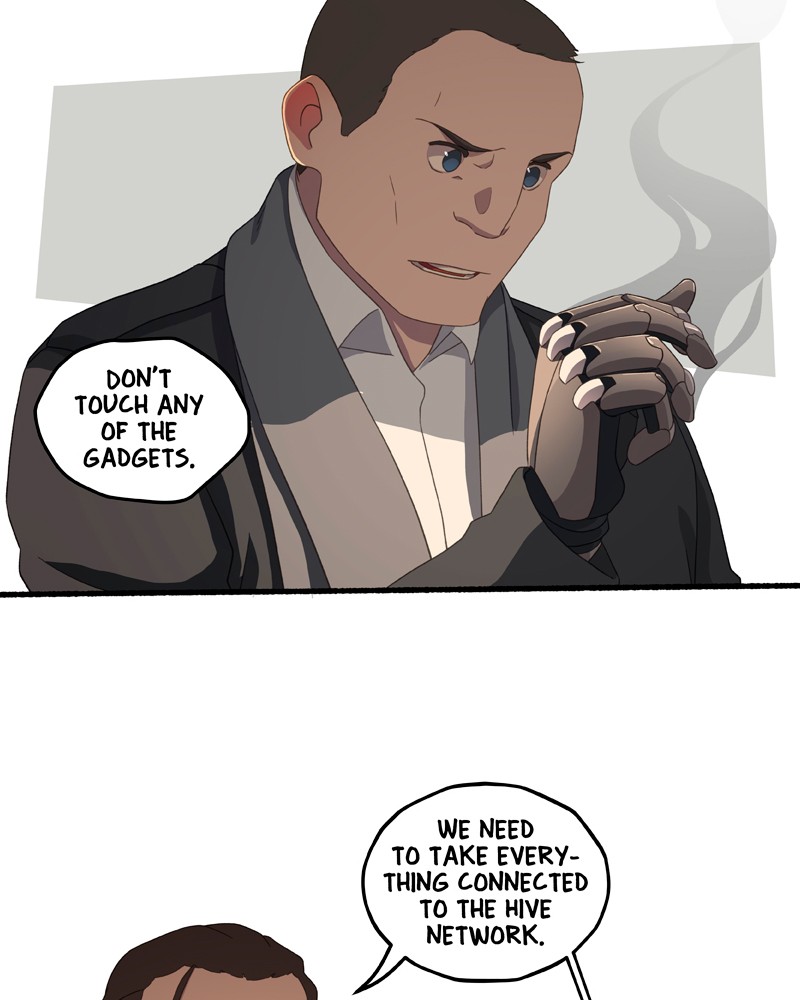 DON'T
TOUCH ANY
OF THE
GADGETS.
WE NEED
TO TAKE EVERY-
THING CONNECTED
TO THE HIVE
NETWORK.